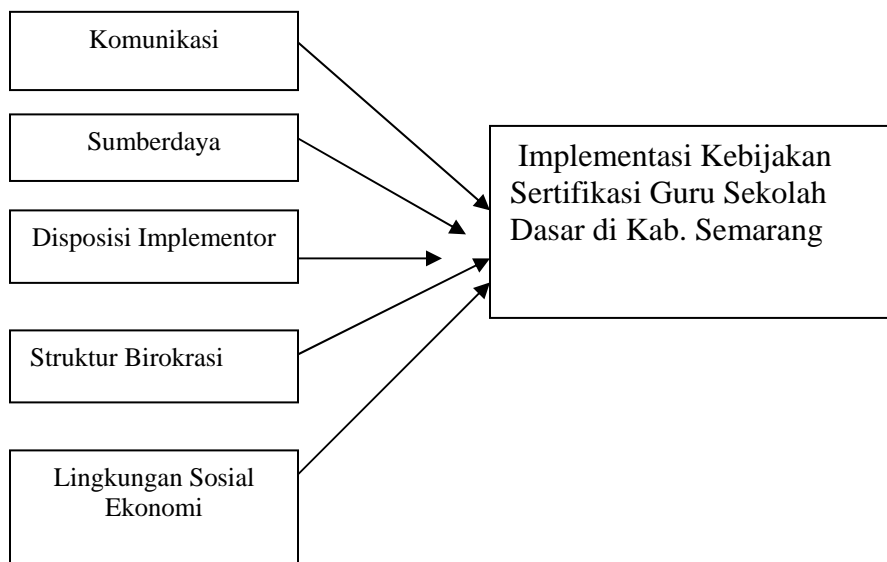 Komunikasi
Sumberdaya
Disposisi Implementor
Struktur Birokrasi
Lingkungan Sosial
Ekonomi
Implementasi Kebijakan
Sertifikasi Guru Sekolah
Dasar di Kab. Semarang